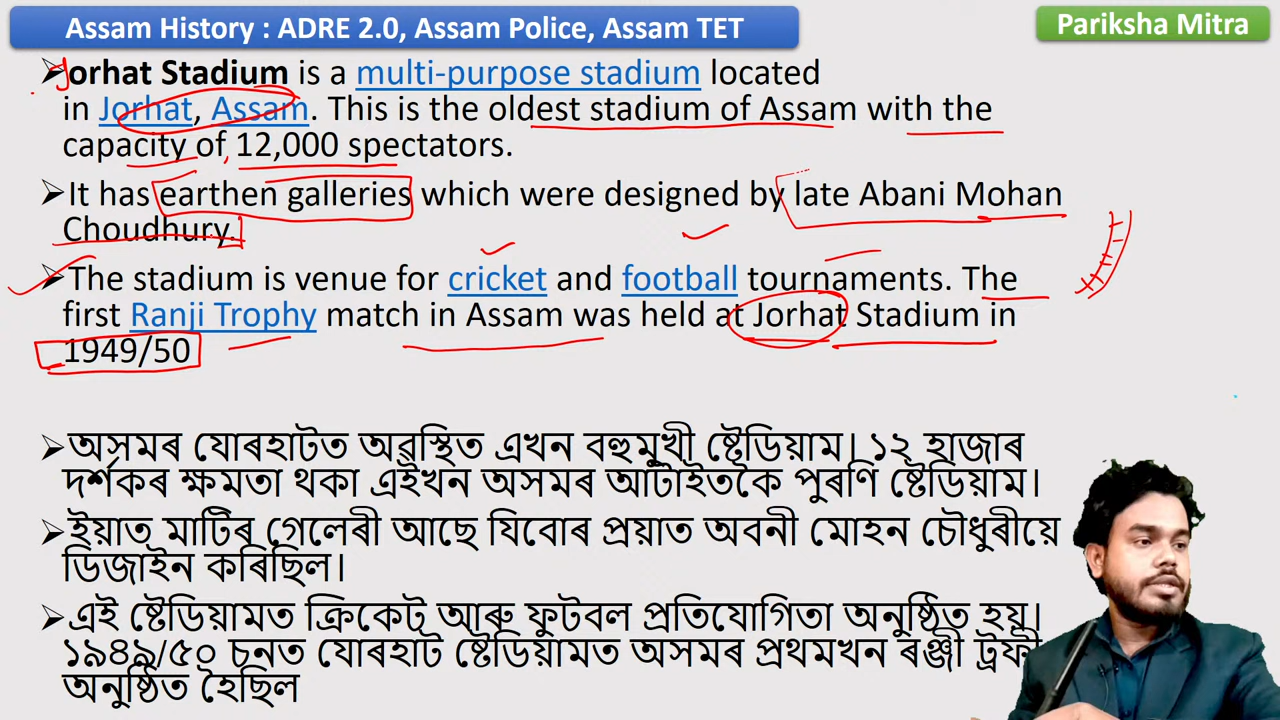 Assam History : ADRE 2.0, Assam Police, Assam TET
Pariksha Mitra
➢Jorhat Stadium is a multi-purpose stadium located
in Jorhat, Assam. This is the oldest stadium of Assam with the
capacity of 12,000 spectators.
➢It has earthen galleries which were designed by late Abani Mohan
Choudhury.
➢The stadium is venue for cricket and football tournaments. The
first Ranji Trophy match in Assam was held at Jorhat Stadium in
1949/50
➢অসমৰ যোৰহাটত অৱস্থিত এখন বহুমুখী ষ্টেডিয়াম। ১২ হাজাৰ
দৰ্শকৰ ক্ষমতা থকা এইখন অসমৰ আটাইতকৈ পুৰণি ষ্টেডিয়াম।
➢ইয়াত মাটিৰ গেলেৰী আছে যিবোৰ প্ৰয়াত অবনী মোহন চৌধুৰীয়ে
ডিজাইন কৰিছিল।
➢এই ষ্টেডিয়ামত ক্ৰিকেট আৰু ফুটবল প্ৰতিযোগিতা অনুষ্ঠিত হয়।
১৯৪৯/৫০ চনত যোৰহাট ষ্টেডিয়ামত অসমৰ প্ৰথমখন ৰঞ্জী ট্ৰফী
অনুষ্ঠিত হৈছিল